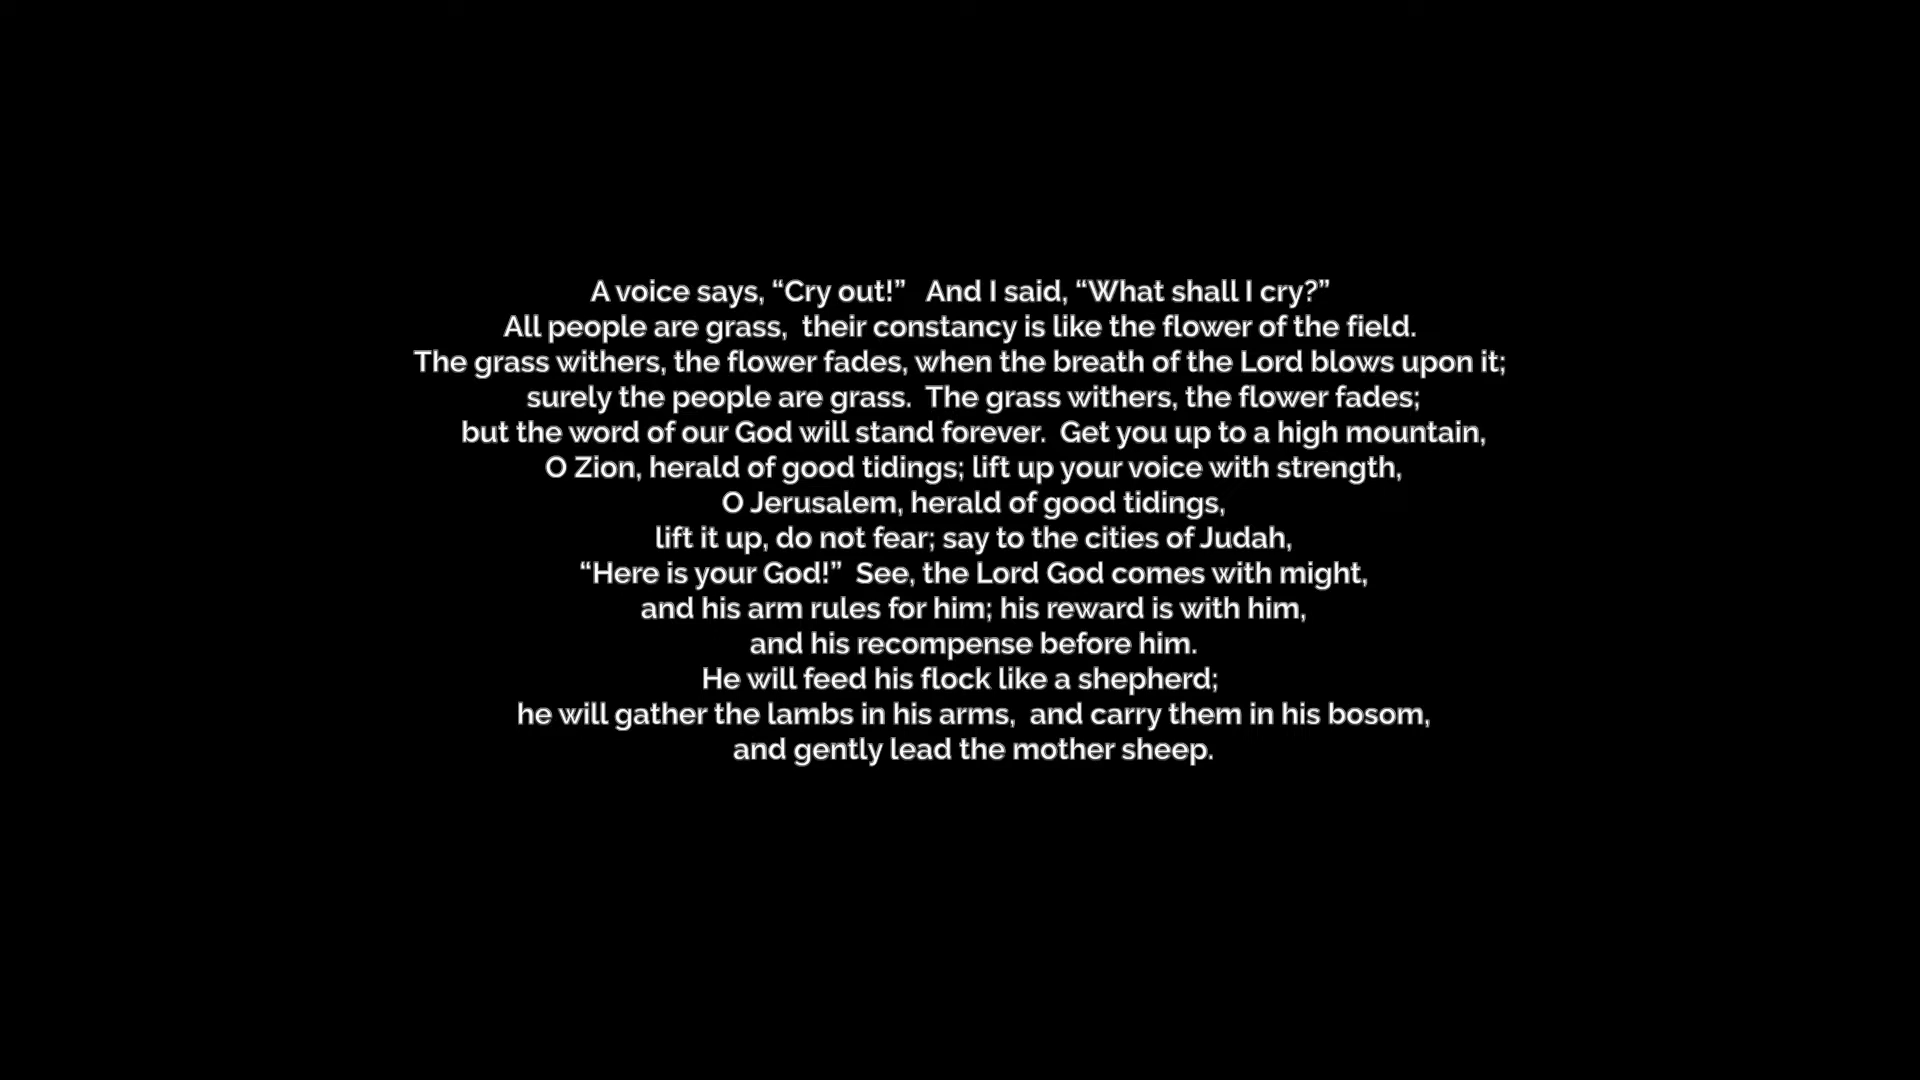 A voice says, “Cry out!”   And I said, “What shall I cry?”
All people are grass,  their constancy is like the flower of the field.
The grass withers, the flower fades, when the breath of the Lord blows upon it;
surely the people are grass.  The grass withers, the flower fades;
but the word of our God will stand forever.  Get you up to a high mountain,
O Zion, herald of good tidings; lift up your voice with strength,
O Jerusalem, herald of good tidings,
lift it up, do not fear; say to the cities of Judah,
“Here is your God!”  See, the Lord God comes with might,
and his arm rules for him; his reward is with him,
and his recompense before him.
He will feed his flock like a shepherd;
he will gather the lambs in his arms,  and carry them in his bosom,
and gently lead the mother sheep.